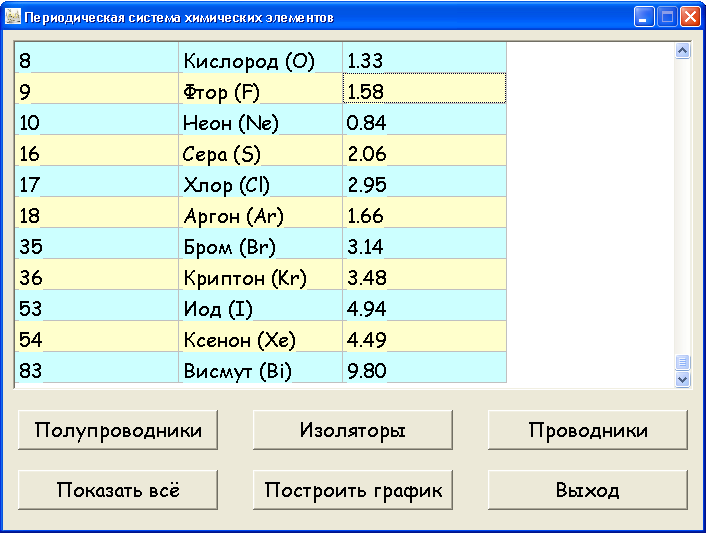 Периодическая система химических элементов
8 Кислород (O) 1.33
9 Фтор (F) 1.58
10 Неон (Ne) 0.84
16 Сера (S) 2.06
17 Хлор (Cl) 2.95
18 Аргон (Ar) 1.66
35 Бром (Br) 3.14
36 Криптон (Kr) 3.48
53 Иод (I) 4.94
54 Ксенон (Xe) 4.49
83 Висмут (Bi) 9.80
Полупроводники Изоляторы Проводники
Показать всё Построить график Выход